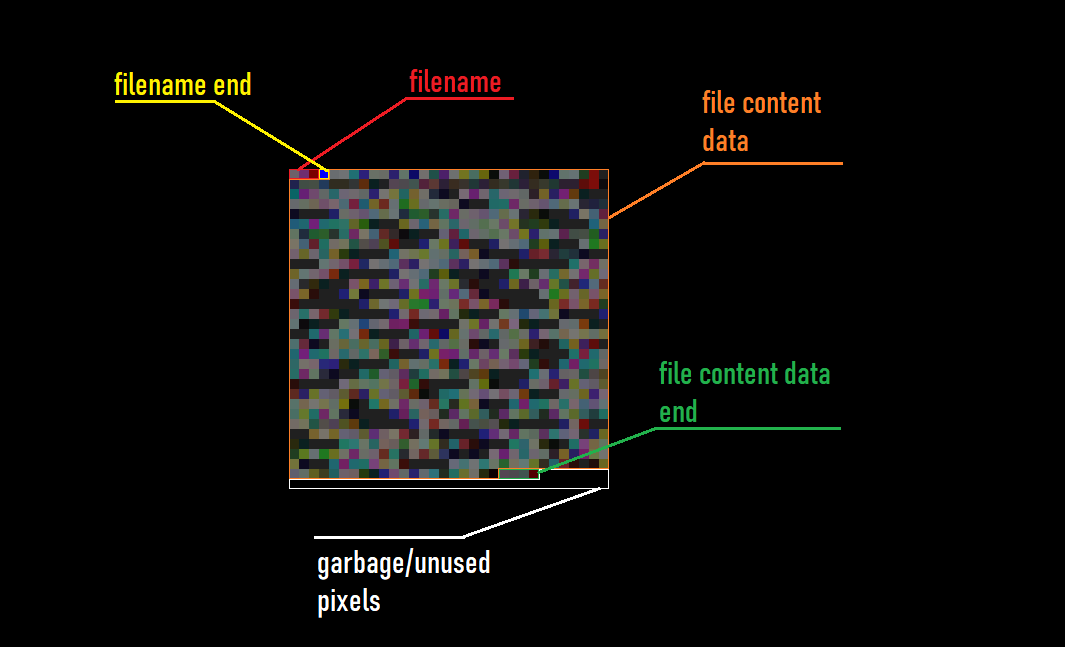 filename end
filename
file content
data
file content data
end
garbage/unused
pixels